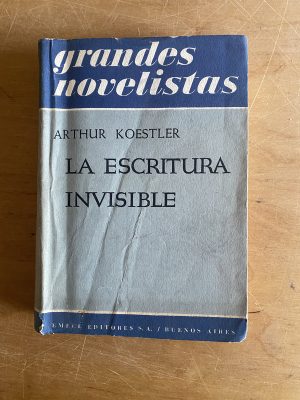 grandes
novelistas
ARTHUR KOESTLER
LA ESCRITURA
INVISIBLE
EMECÉ EDITORES S.A. / BUENOS AIRES